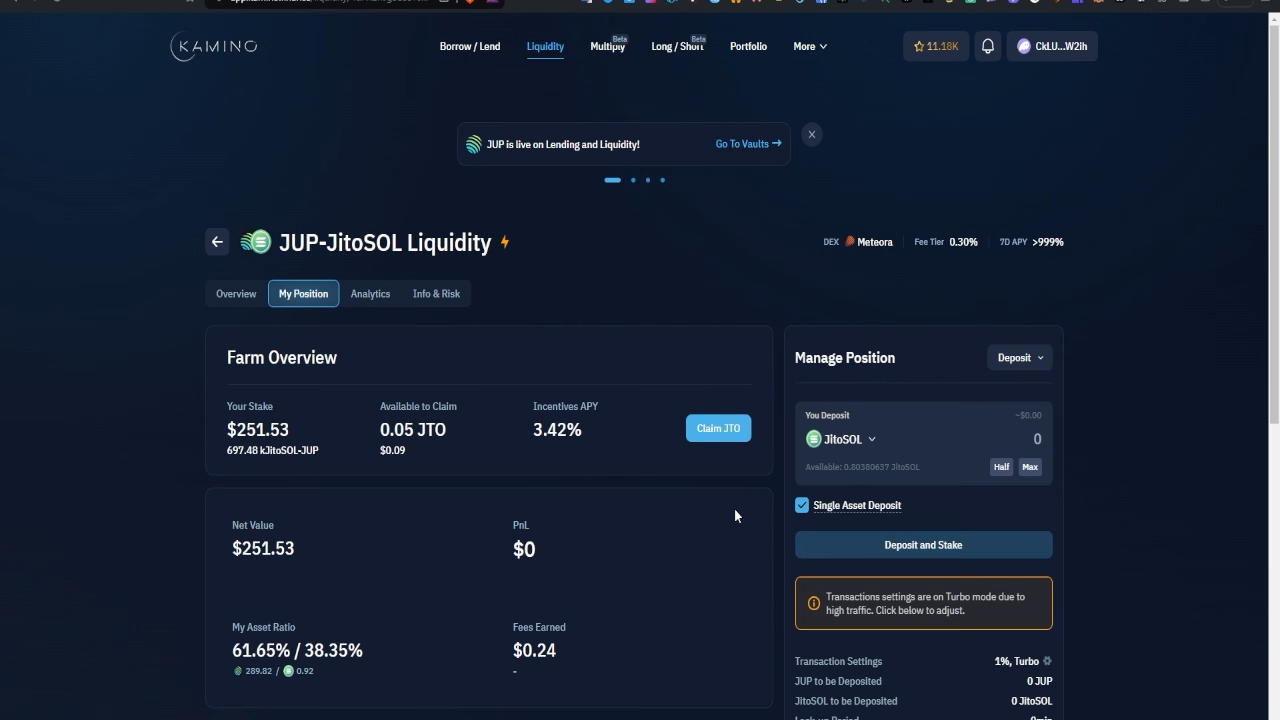 KAMINO
Borrow / Lend
Liquidity
Multiply
Beta
Long / Short
Beta
Portfolio
More
11.18K
CkLU...W2ih
JUP is live on Lending and Liquidity!
Go To Vaults
JUP-JitoSOL Liquidity
DEX
Meteora
Fee Tier
0.30%
7D APY
>999%
Overview
My Position
Analytics
Info & Risk
Farm Overview
Your Stake
Available to Claim
Incentives APY
$251.53
0.05 JTO
3.42%
Claim JTO
697.48 kJitoSOL-JUP
$0.09
Net Value
PnL
$251.53
$0
My Asset Ratio
Fees Earned
61.65% / 38.35%
$0.24
289.82 / 0.92
-
Manage Position
Deposit
You Deposit
~$0.00
JitoSOL
0
Available: 0.80380637 JitoSOL
Half
Max
Single Asset Deposit
Deposit and Stake
Transactions settings are on Turbo mode due to
high traffic. Click below to adjust.
Transaction Settings
1%, Turbo
JUP to be Deposited
0 JUP
JitoSOL to be Deposited
0 JitoSOL